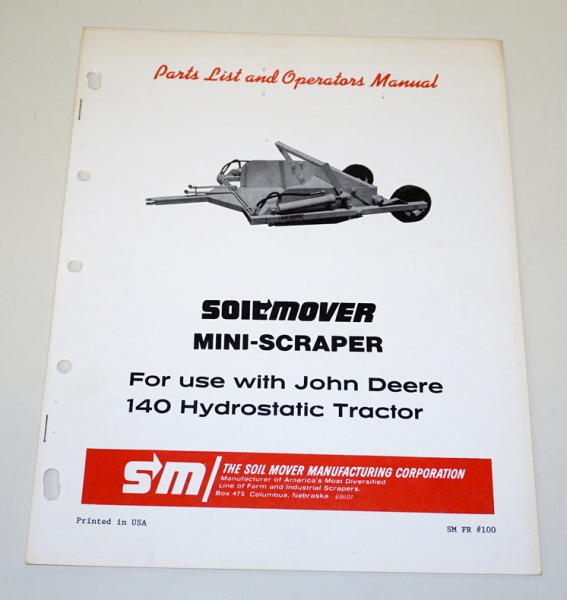 Parts List and Operators Manual
SOILMOVER
MINI-SCRAPER
For use with John Deere
140 Hydrostatic Tractor
SM
THE SOIL MOVER MANUFACTURING CORPORATION
Manufacturer of America's Most Diversified
Line of Farm and Industrial Scrapers.
Box 475 Columbus, Nebraska 68601
Printed in USA
SM FR #100